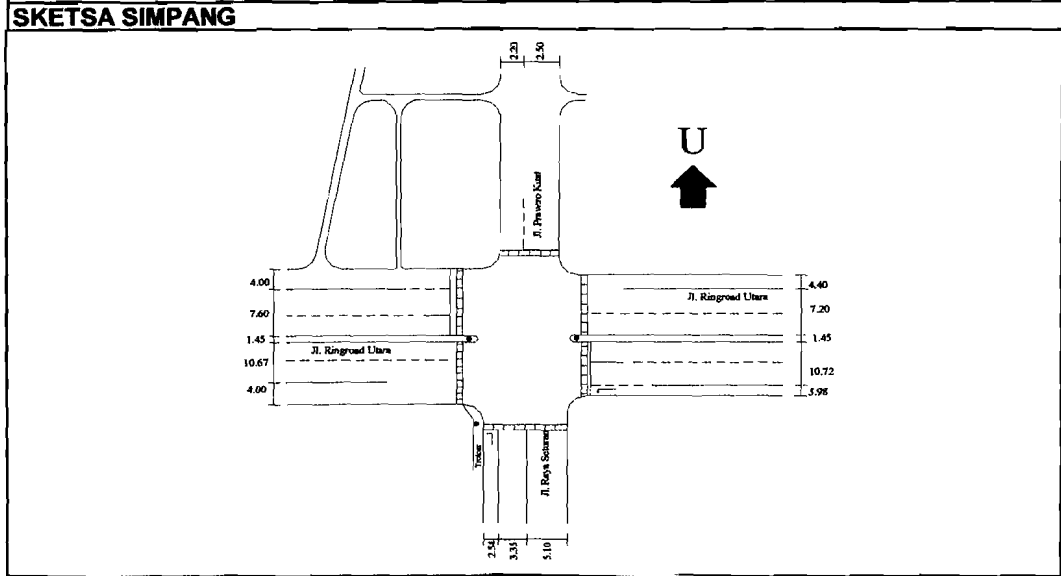 SKETSA SIMPANG
2.20 2.50
U
Jl. Prawiro Kuat
4.00
7.60
1.45
10.67
4.00
Jl. Ringroad Utara
Jl. Ringroad Utara
4.40
7.20
1.45
10.72
Trotoar
Jl. Raya Seturan
2.54 3.35 5.10